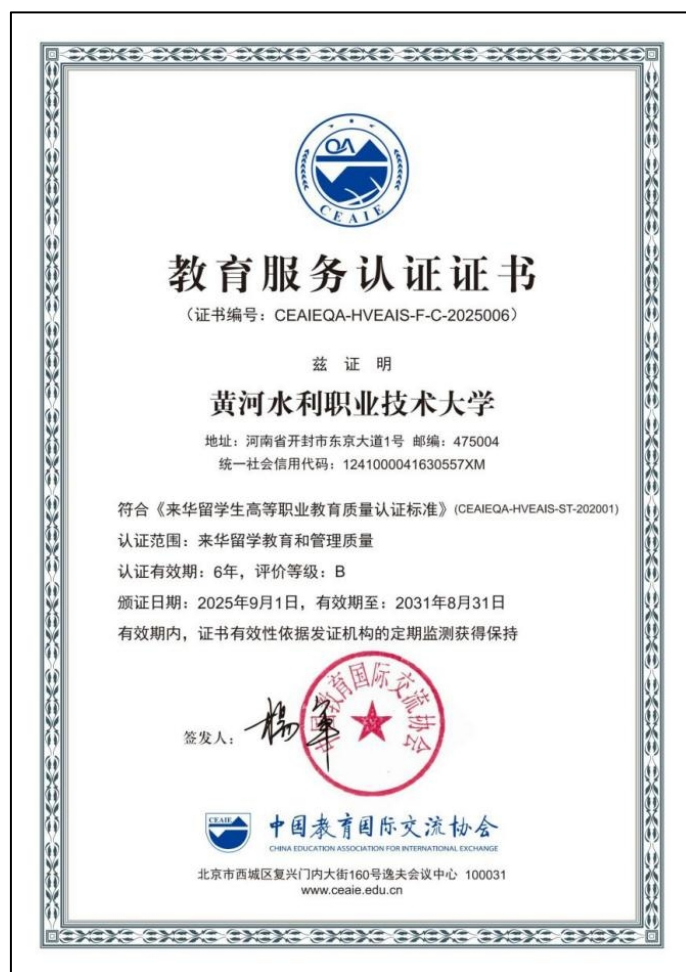 QA
CEAIE
教育服务认证证书
（证书编号：CEAIEQA-HVEAIS-F-C-2025006）
兹 证 明
黄河水利职业技术大学
地址：河南省开封市东京大道1号 邮编：475004
统一社会信用代码：1241000041630557XM
符合《来华留学生高等职业教育质量认证标准》(CEAIEQA-HVEAIS-ST-202001)
认证范围：来华留学教育和管理质量
认证有效期：6年，评价等级：B
颁证日期：2025年9月1日，有效期至：2031年8月31日
有效期内，证书有效性依据发证机构的定期监测获得保持
中国教育国际交流协会
签发人：
CEAIE
中国教育国际交流协会
CHINA EDUCATION ASSOCIATION FOR INTERNATIONAL EXCHANGE
北京市西城区复兴门内大街160号逸夫会议中心 100031
www.ceaie.edu.cn